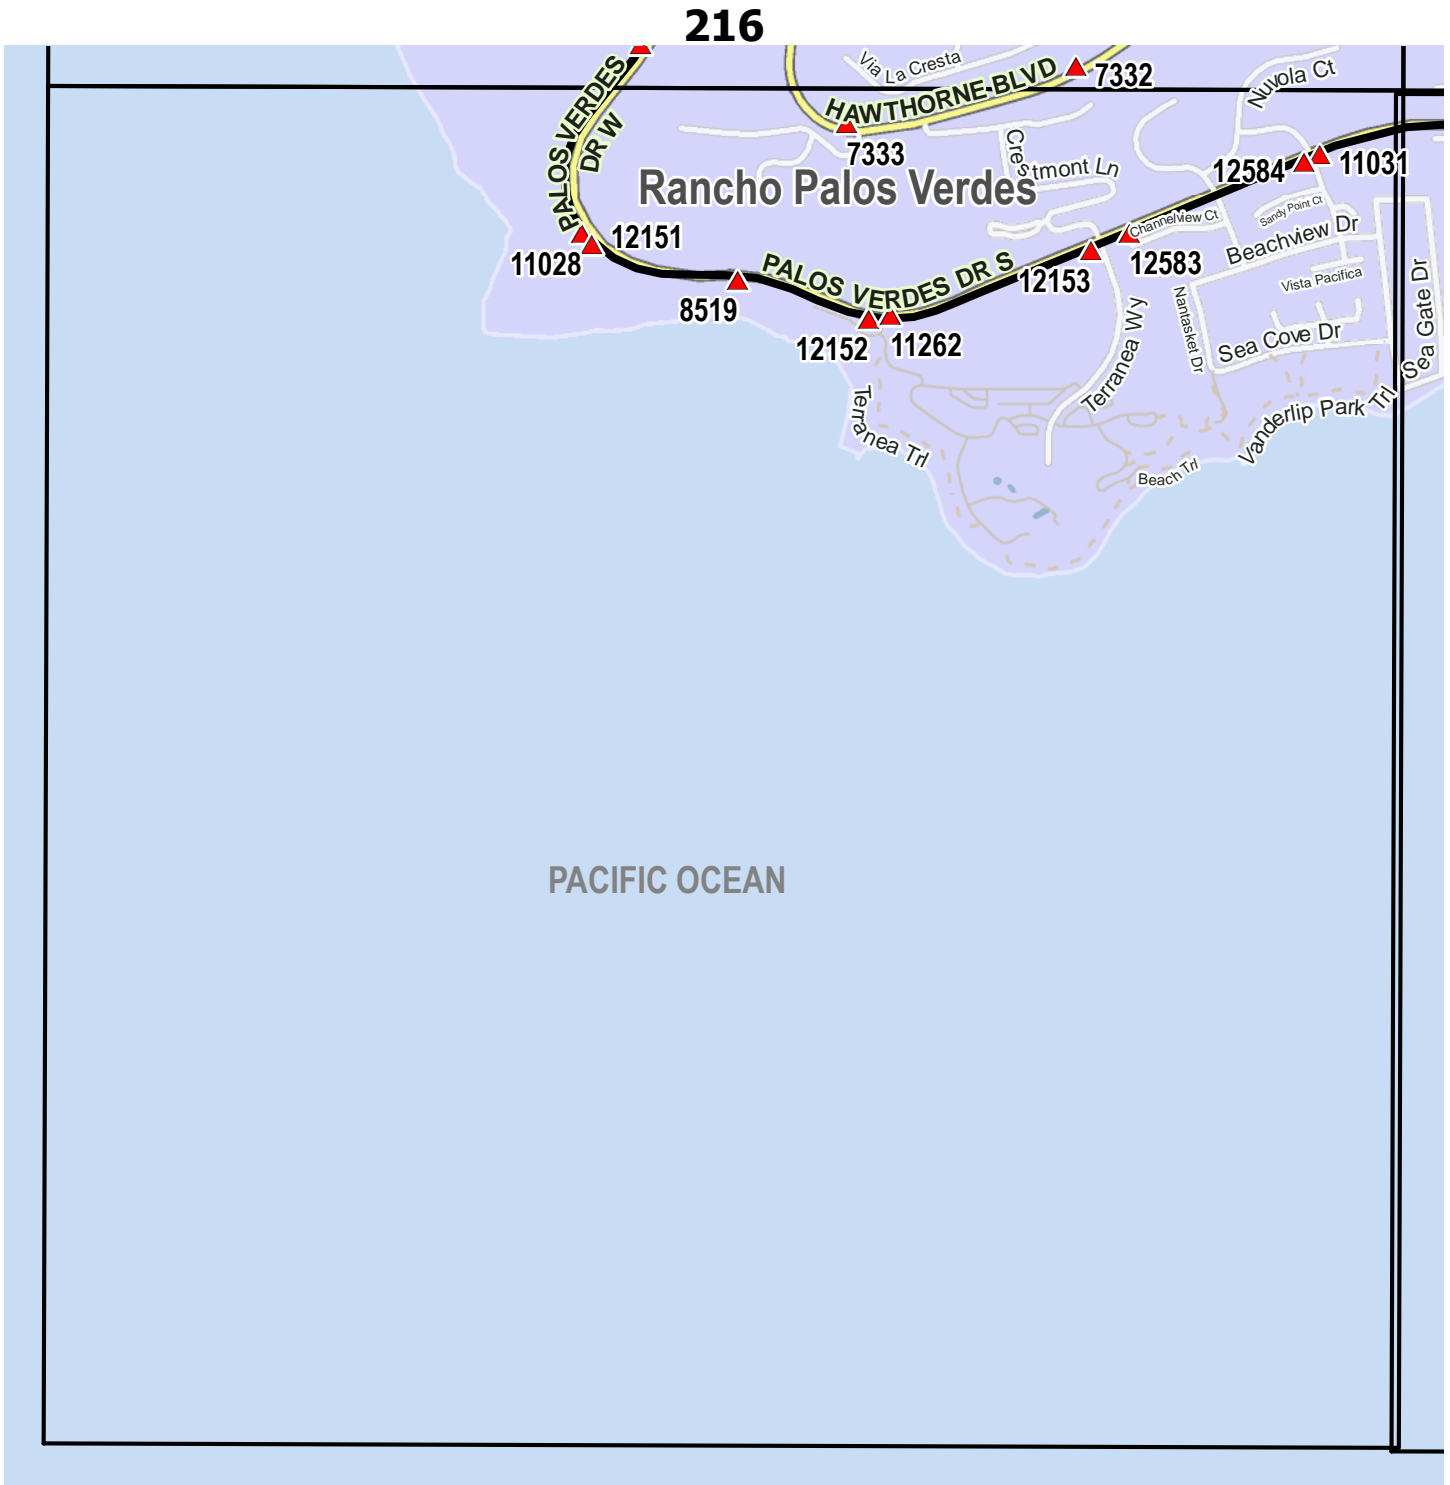 216
Via La Cresta
HAWTHORNE BLVD
7332
Nuvola Ct
PALOS VERDES
DR W
7333
Crestmont Ln
12584
11031
Rancho Palos Verdes
Sandy Point Ct
Channelview Ct
Beachview Dr
12151
11028
12583
PALOS VERDES DR S
12153
Vista Pacifica
8519
Nantasket Dr
Sea Gate Dr
12152
11262
Sea Cove Dr
Terranea Wy
Terranea Trl
Vanderlip Park Trl
Beach Trl
PACIFIC OCEAN